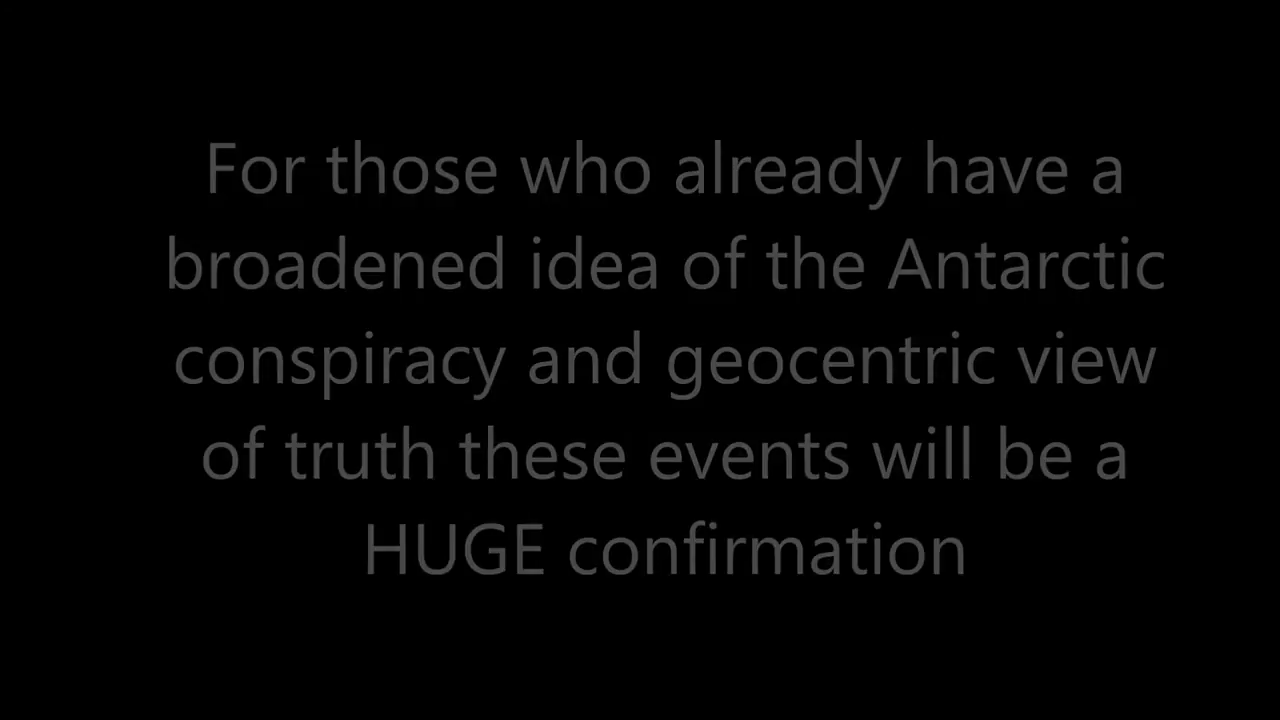 For those who already have a
broadened idea of the Antarctic
conspiracy and geocentric view
of truth these events will be a
HUGE confirmation